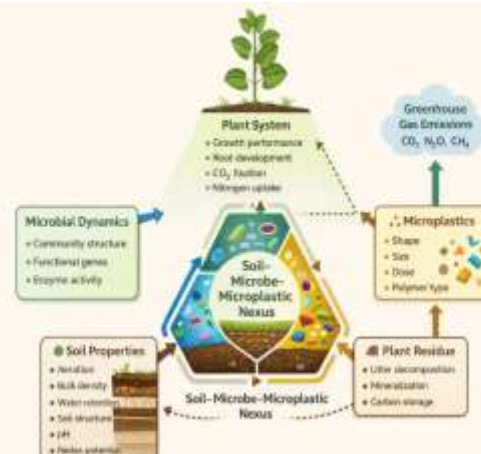 Plant System
• Growth performance
• Root development
• CO₂ fixation
• Nitrogen uptake
Greenhouse
Gas Emissions
CO₂ N₂O, CH₄
Microbial Dynamics
• Community structure
• Functional genes
• Enzyme activity
Microplastics
• Shape
• Size
• Dose
• Polymer type
Soil–
Microbe–
Microplastic
Nexus
Soil Properties
• Aeration
• Bulk density
• Water retention
• Soil structure
• pH
• Redox potential
Plant Residue
• Litter decomposition
• Mineralization
• Carbon storage
Soil–Microbe–Microplastic
Nexus